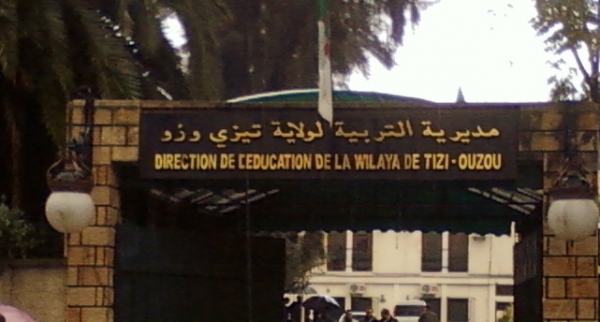 مديرية التربية لولاية تيزي وزو
DIRECTION DE L'EDUCATION DE LA WILAYA DE TIZI - OUZOU